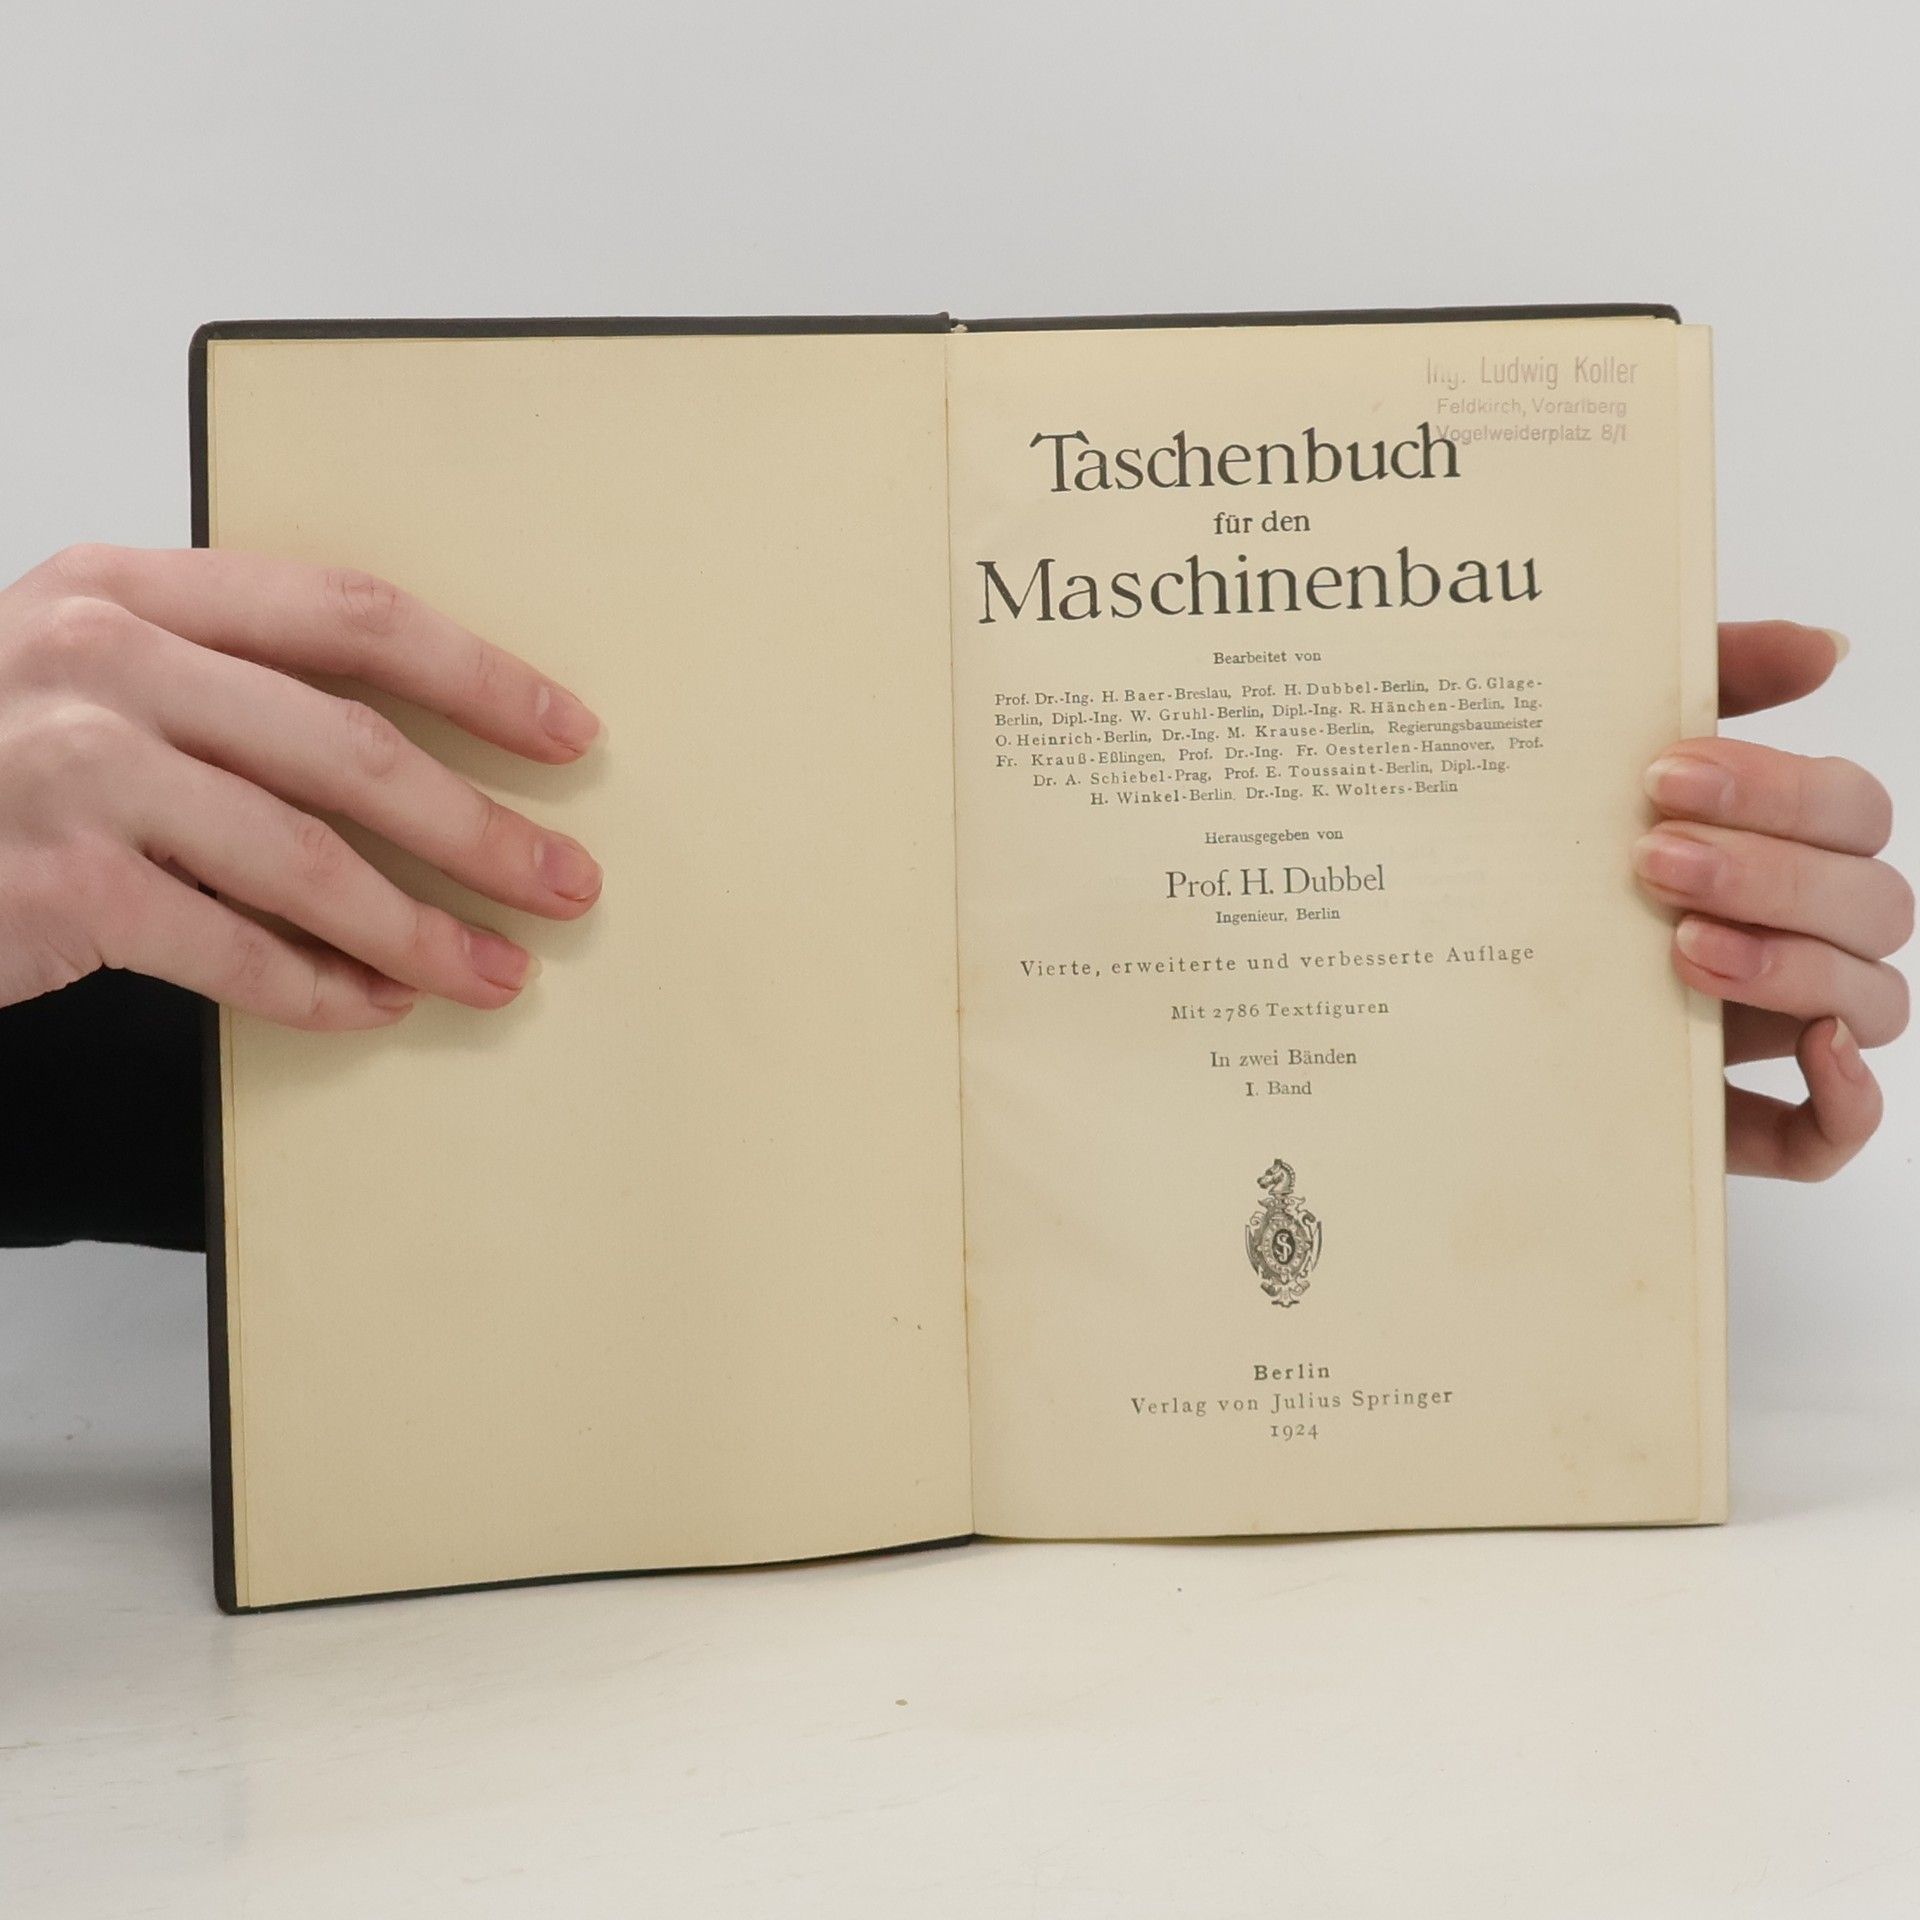 Ing. Ludwig Koller
Feldkirch, Vorarlberg
Vogelweiderplatz 8/I
Taschenbuch
für den
Maschinenbau
Bearbeitet von
Prof. Dr.-Ing. H. Baer-Breslau, Prof. H. Dubbel-Berlin, Dr. G. Glage-
Berlin, Dipl.-Ing. W. Gruhl-Berlin, Dipl.-Ing. R. Hänchen-Berlin, Ing.
O. Heinrich-Berlin, Dr.-Ing. M. Krause-Berlin, Regierungsbaumeister
Fr. Krauß-Eßlingen, Prof. Dr.-Ing. Fr. Oesterlen-Hannover, Prof.
Dr. A. Schiebel-Prag, Prof. E. Toussaint-Berlin, Dipl.-Ing.
H. Winkel-Berlin, Dr.-Ing. K. Wolters-Berlin
Herausgegeben von
Prof. H. Dubbel
Ingenieur, Berlin
Vierte, erweiterte und verbesserte Auflage
Mit 2786 Textfiguren
In zwei Bänden
I. Band
Berlin
Verlag von Julius Springer
1924